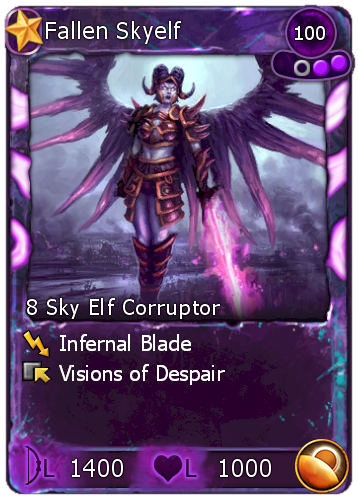 Fallen Skyelf
100
8 Sky Elf Corruptor
Infernal Blade
Visions of Despair
L 1400 L 1000